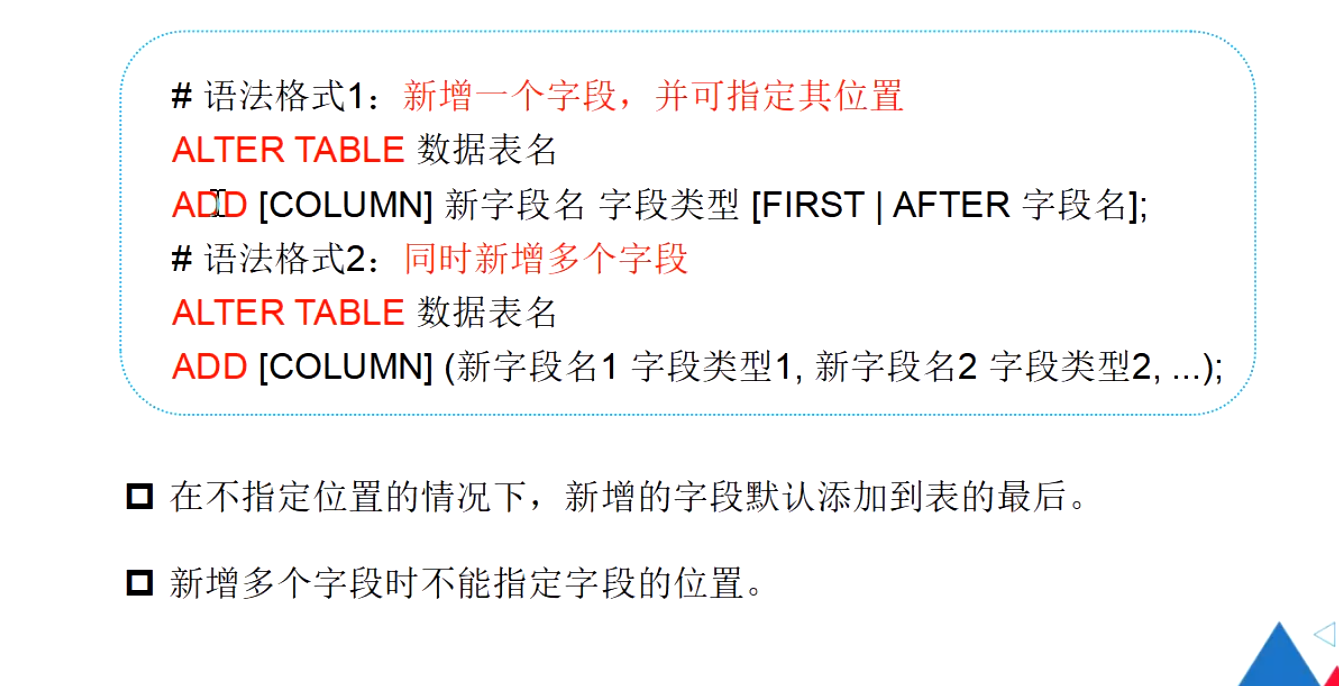 # 语法格式1：新增一个字段，并可指定其位置
ALTER TABLE 数据表名
ADD [COLUMN] 新字段名 字段类型 [FIRST | AFTER 字段名];
# 语法格式2：同时新增多个字段
ALTER TABLE 数据表名
ADD [COLUMN] (新字段名1 字段类型1, 新字段名2 字段类型2, ...);
在不指定位置的情况下，新增的字段默认添加到表的最后。
新增多个字段时不能指定字段的位置。